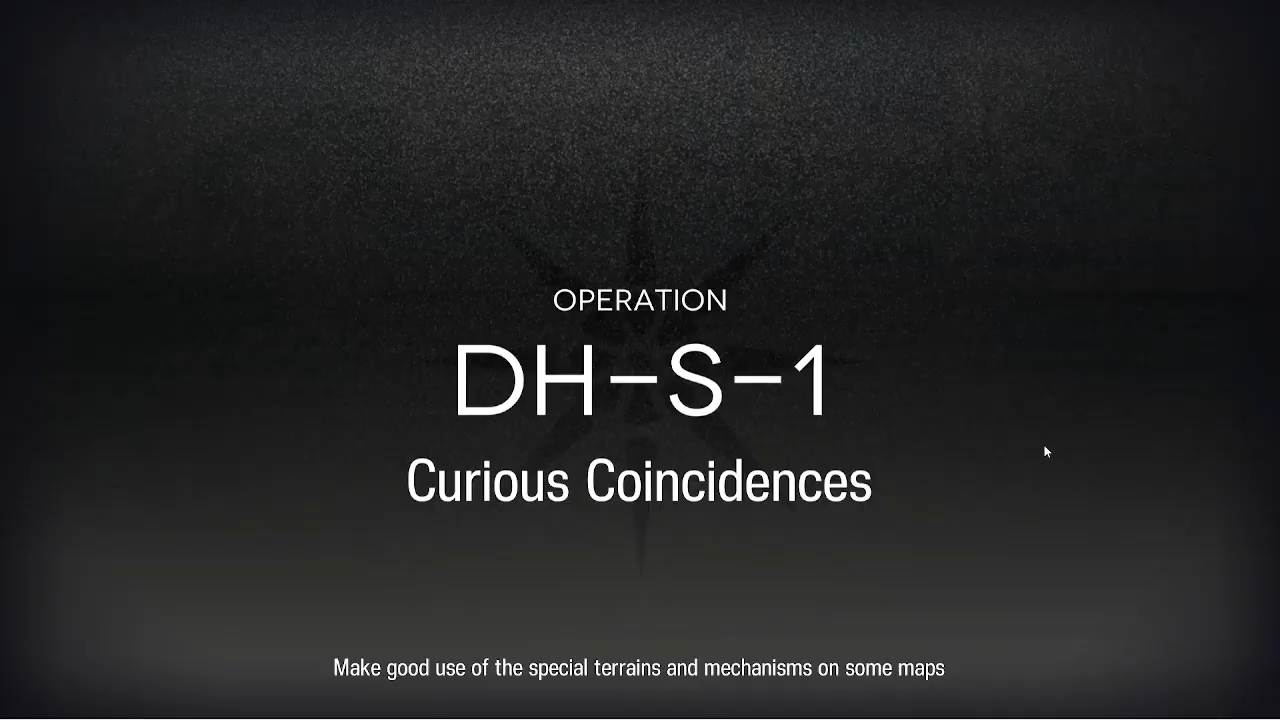 OPERATION
DH-S-1
Curious Coincidences
Make good use of the special terrains and mechanisms on some maps